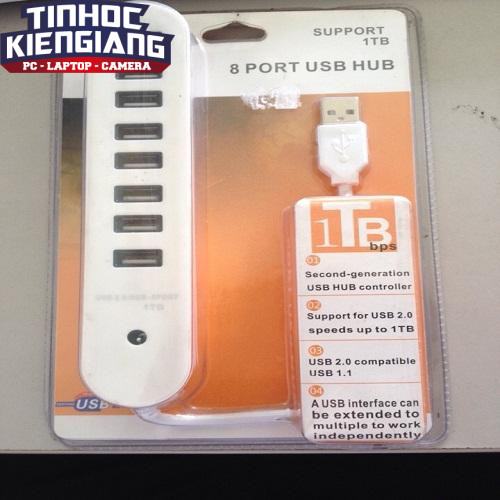 TINHOC
KIENGIANG
PC - LAPTOP - CAMERA
SUPPORT
1TB
8 PORT USB HUB
1TB
bps
01
Second-generation
USB HUB controller
02
Support for USB 2.0
speeds up to 1TB
03
USB 2.0 compatible
USB 1.1
04
A USB interface can
be extended to
multiple to work
independently
1TB
USB